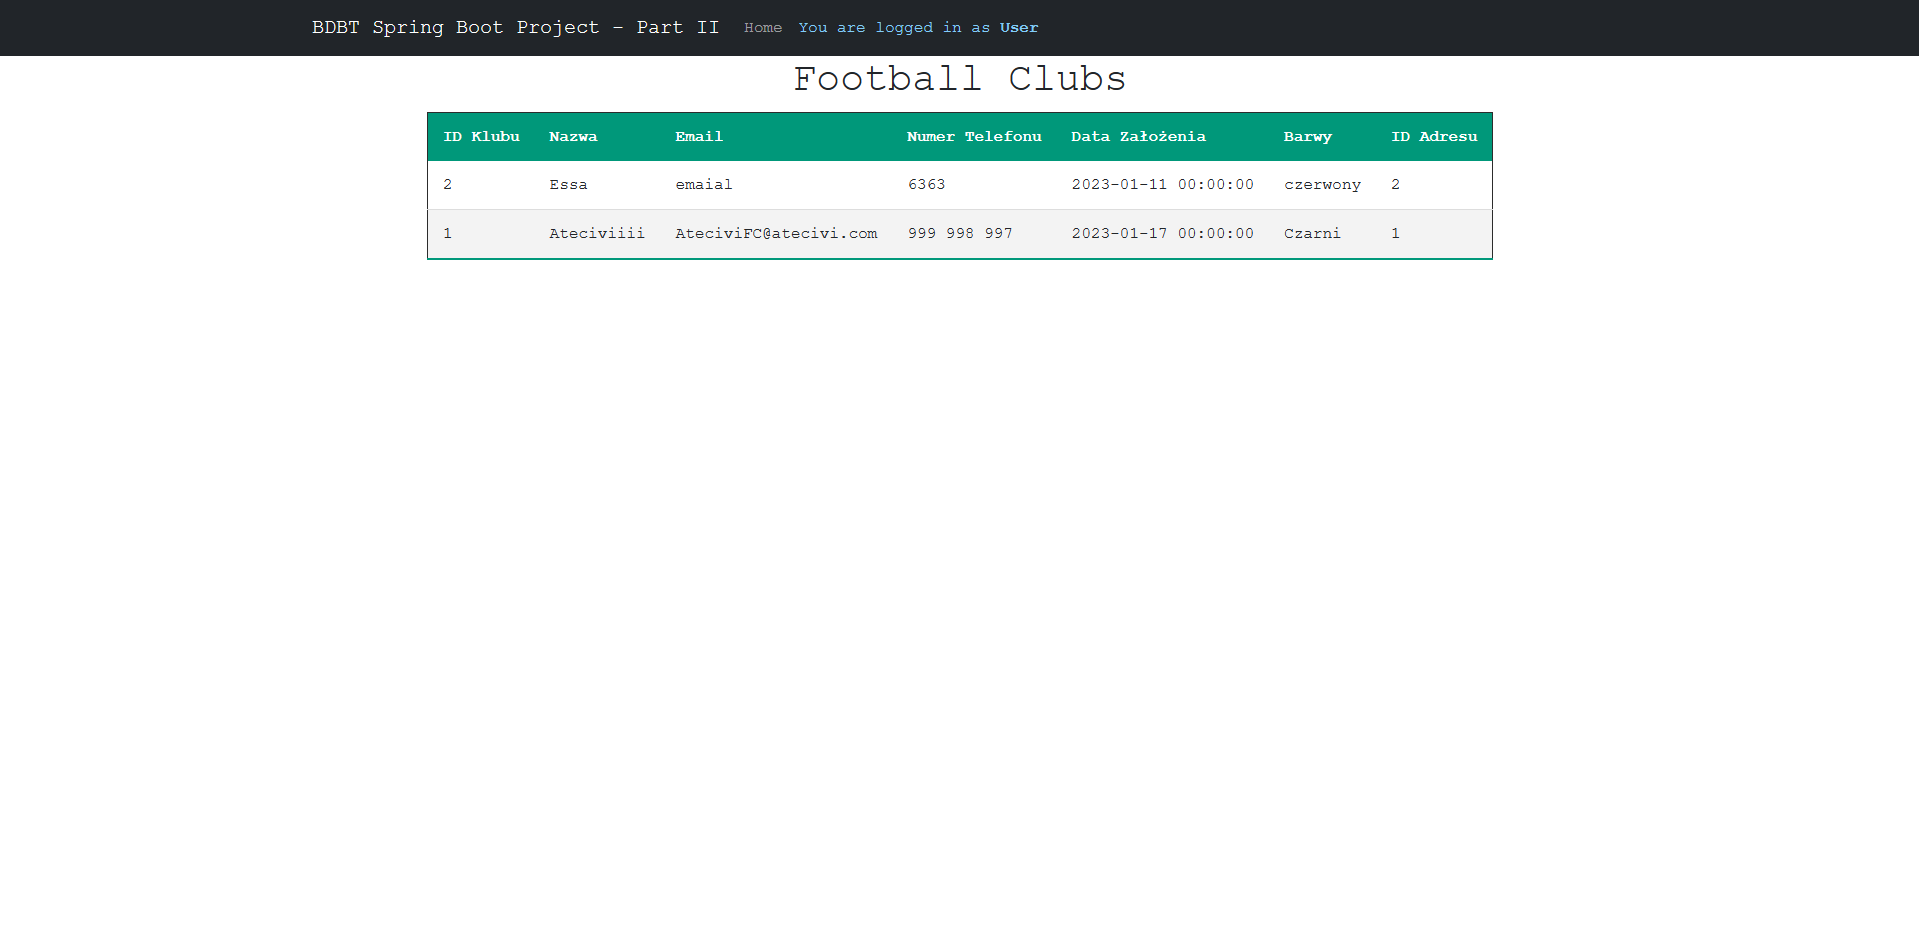 BDBT Spring Boot Project - Part II Home You are logged in as User
Football Clubs
ID Klubu Nazwa Email Numer Telefonu Data Założenia Barwy ID Adresu
2 Essa emaial 6363 2023-01-11 00:00:00 czerwony 2
1 Ateciviiii AteciviFC@atecivi.com 999 998 997 2023-01-17 00:00:00 Czarni 1